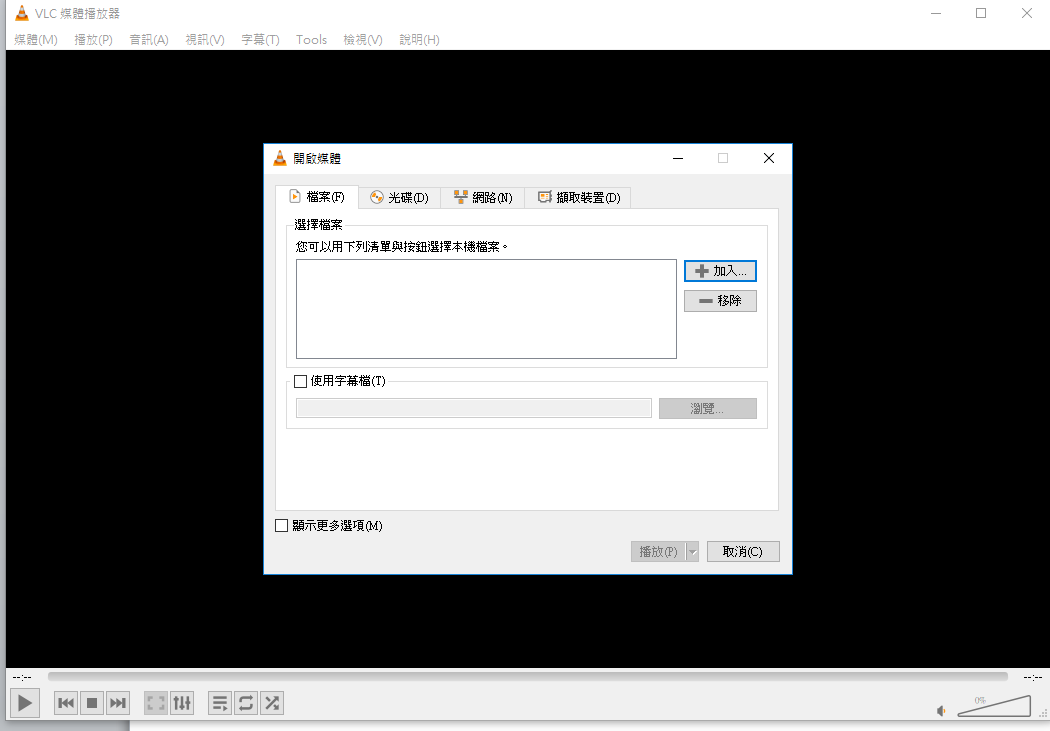 VLC 媒體播放器
媒體(M) 播放(P) 音訊(A) 視訊(V) 字幕(T) Tools 檢視(V) 說明(H)
開啟媒體
檔案(F) 光碟(D) 網路(N) 擷取裝置(D)
選擇檔案
您可以用下列清單與按鈕選擇本機檔案。
加入...
移除
使用字幕檔(T)
瀏覽...
顯示更多選項(M)
播放(P) 取消(C)
--:-- --:--
0%